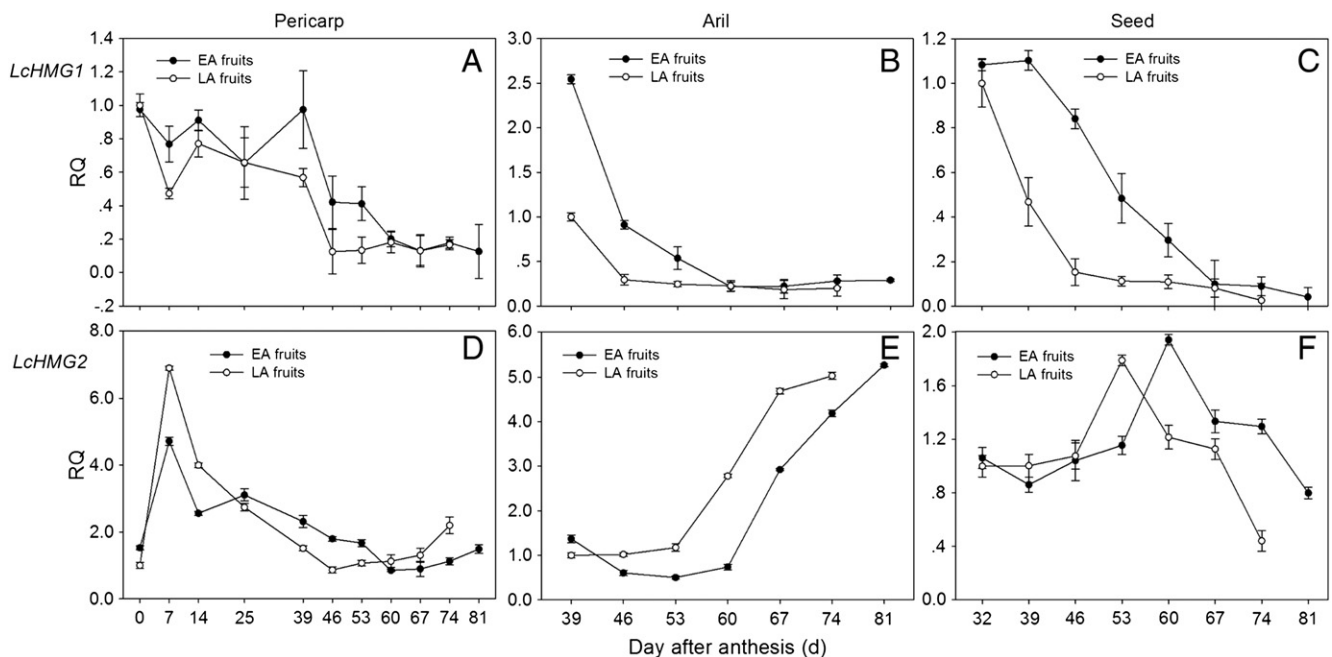 Pericarp Aril Seed
LcHMG1
A
EA fruits
LA fruits
RQ
1.4
1.2
1.0
.8
.6
.4
.2
0.0
-.2
B
EA fruits
LA fruits
3.0
2.5
2.0
1.5
1.0
.5
0.0
C
EA fruits
LA fruits
1.2
1.0
.8
.6
.4
.2
0.0
LcHMG2
D
EA fruits
LA fruits
RQ
8.0
6.0
4.0
2.0
0.0
0 7 14 25 39 46 53 60 67 74 81
E
EA fruits
LA fruits
6.0
5.0
4.0
3.0
2.0
1.0
0.0
39 46 53 60 67 74 81
F
EA fruits
LA fruits
2.0
1.6
1.2
.8
.4
0.0
32 39 46 53 60 67 74 81
Day after anthesis (d)